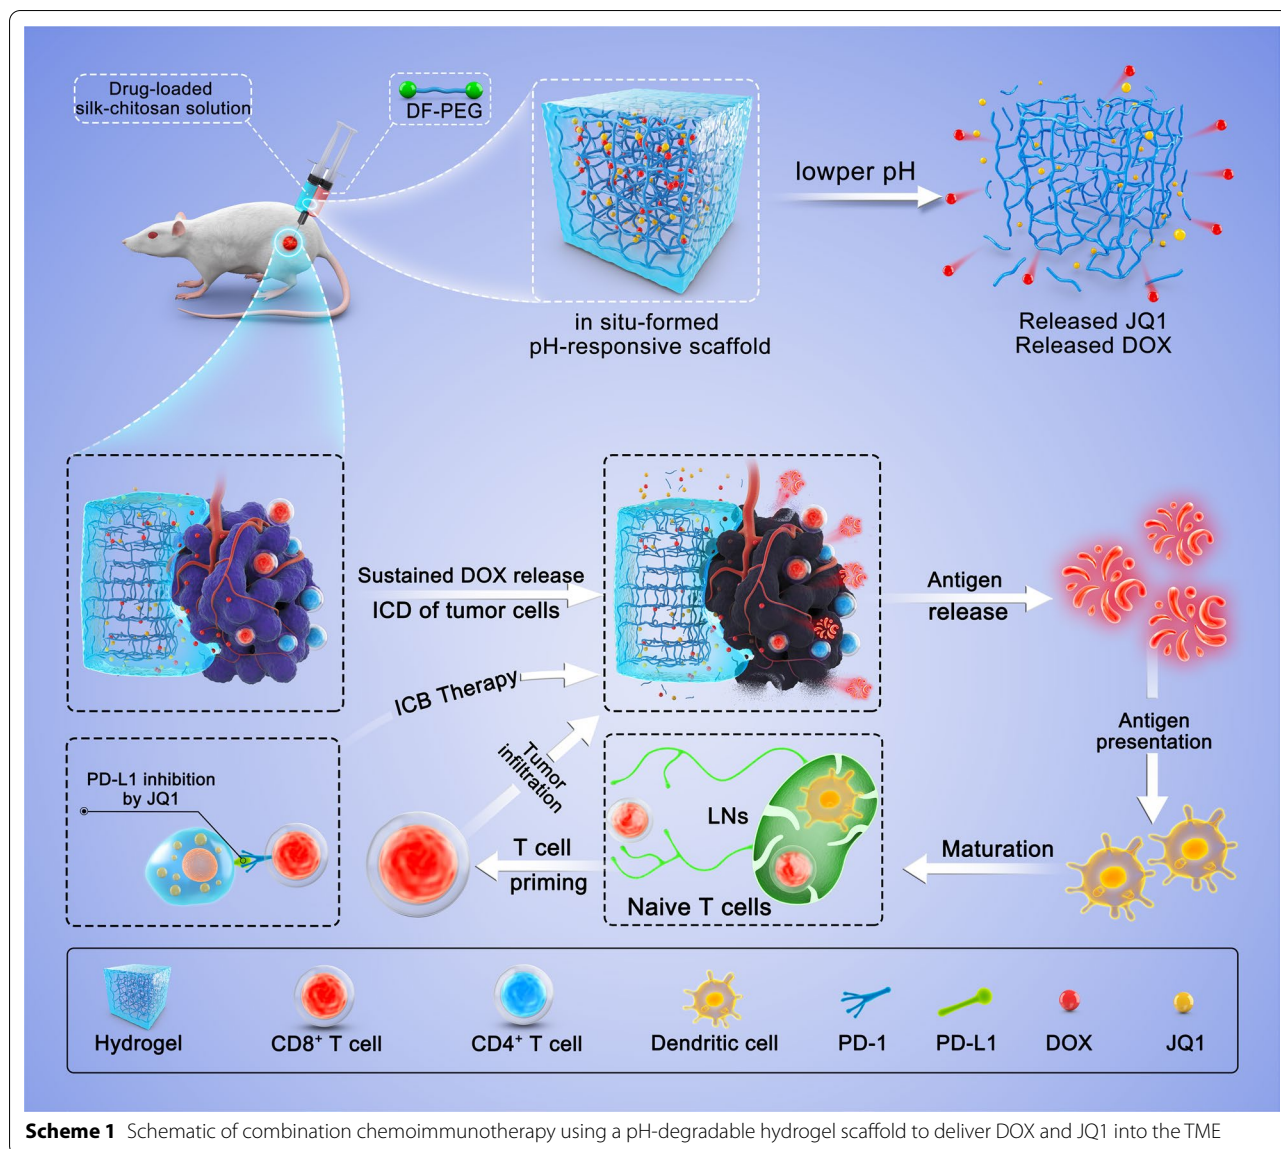 Drug-loaded
silk-chitosan solution
DF-PEG
in situ-formed
pH-responsive scaffold
lowper pH
Released JQ1
Released DOX
Sustained DOX release
ICD of tumor cells
Antigen
release
ICB Therapy
Tumor
infiltration
Antigen
presentation
PD-L1 inhibition
by JQ1
T cell
priming
LNs
Naive T cells
Maturation
Hydrogel
CD8⁺ T cell
CD4⁺ T cell
Dendritic cell
PD-1
PD-L1
DOX
JQ1
Scheme 1 Schematic of combination chemoimmunotherapy using a pH-degradable hydrogel scaffold to deliver DOX and JQ1 into the TME